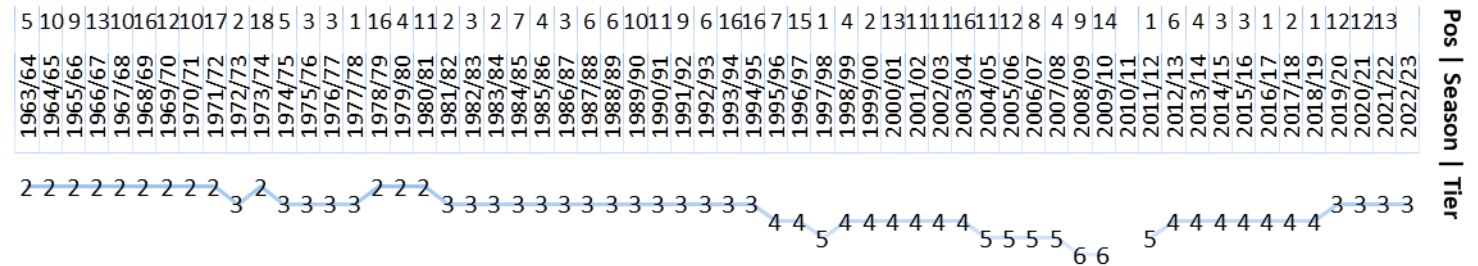 5 10 9 13 10 16 12 10 17 2 18 5 3 3 1 16 4 11 2 3 2 7 4 3 6 6 10 11 9 6 16 16 7 15 1 4 2 13 11 11 16 11 12 8 4 9 14 1 6 4 3 3 1 2 1 12 12 13
1963/64 1964/65 1965/66 1966/67 1967/68 1968/69 1969/70 1970/71 1971/72 1972/73 1973/74 1974/75 1975/76 1976/77 1977/78 1978/79 1979/80 1980/81 1981/82 1982/83 1983/84 1984/85 1985/86 1986/87 1987/88 1988/89 1989/90 1990/91 1991/92 1992/93 1993/94 1994/95 1995/96 1996/97 1997/98 1998/99 1999/00 2000/01 2001/02 2002/03 2003/04 2004/05 2005/06 2006/07 2007/08 2008/09 2009/10 2010/11 2011/12 2012/13 2013/14 2014/15 2015/16 2016/17 2017/18 2018/19 2019/20 2020/21 2021/22 2022/23
2 2 2 2 2 2 2 2 2 3 2 3 3 3 3 2 2 2 3 3 3 3 3 3 3 3 3 3 3 3 3 3 4 4 5 4 4 4 4 4 4 5 5 5 5 6 6 5 4 4 4 4 4 4 4 3 3 3 3
Pos | Season | Tier